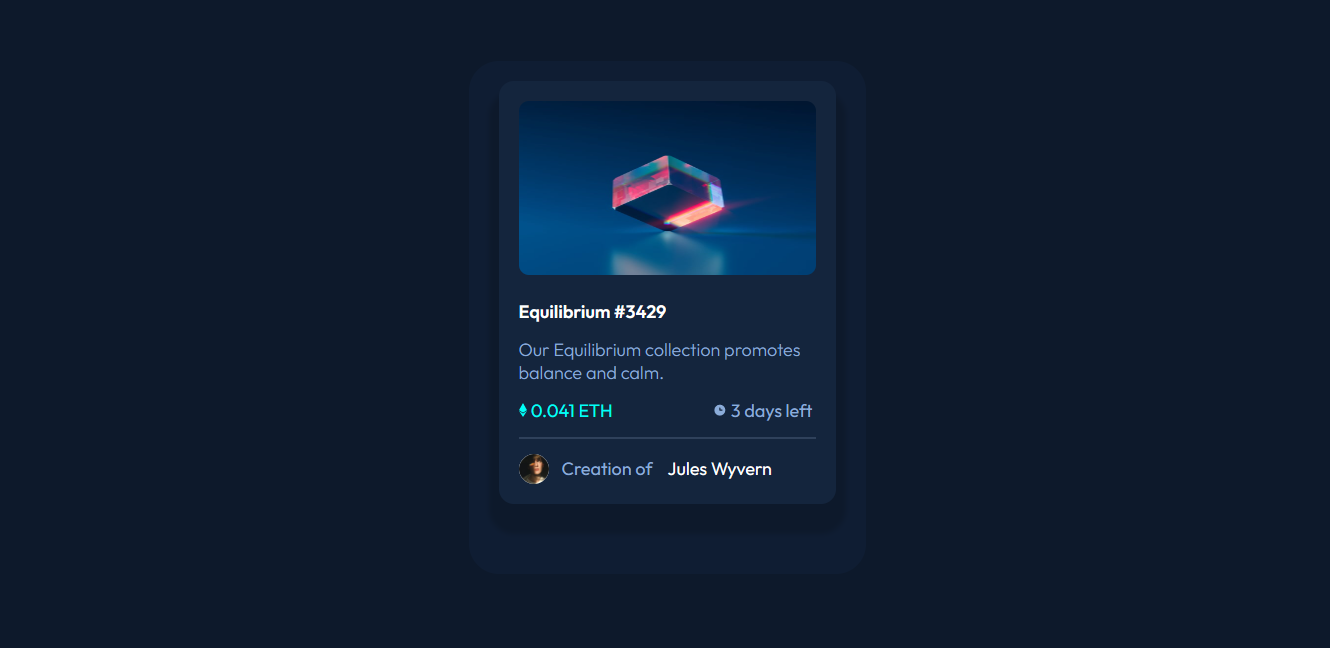 Equilibrium #3429
Our Equilibrium collection promotes
balance and calm.
0.041 ETH 3 days left
Creation of Jules Wyvern